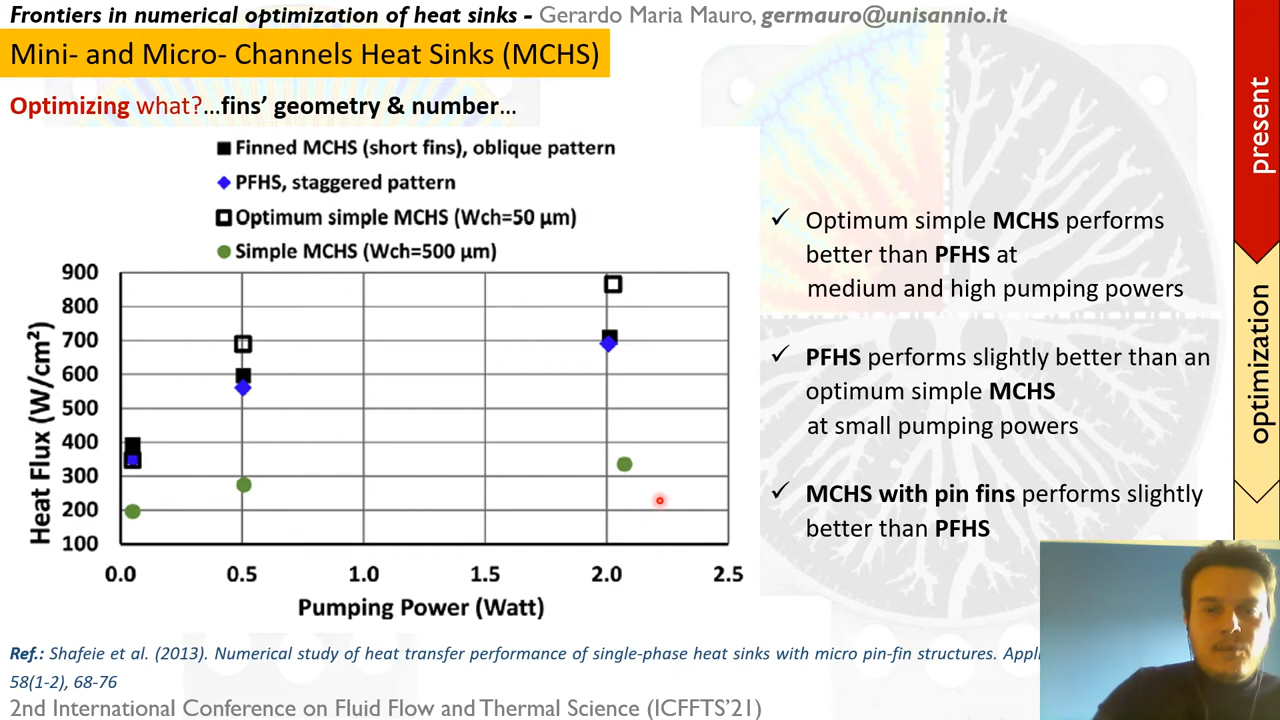 Frontiers in numerical optimization of heat sinks - Gerardo Maria Mauro, germauro@unisannio.it
Mini- and Micro- Channels Heat Sinks (MCHS)
Optimizing what?...fins' geometry & number...
Finned MCHS (short fins), oblique pattern
PFHS, staggered pattern
Optimum simple MCHS (Wch=50 µm)
Simple MCHS (Wch=500 µm)
900
800
700
600
500
400
300
200
100
Heat Flux (W/cm²)
0.0 0.5 1.0 1.5 2.0 2.5
Pumping Power (Watt)
✓ Optimum simple MCHS performs
better than PFHS at
medium and high pumping powers
✓ PFHS performs slightly better than an
optimum simple MCHS
at small pumping powers
✓ MCHS with pin fins performs slightly
better than PFHS
present
optimization
Ref.: Shafeie et al. (2013). Numerical study of heat transfer performance of single-phase heat sinks with micro pin-fin structures. Appl
58(1-2), 68-76
2nd International Conference on Fluid Flow and Thermal Science (ICFFTS'21)